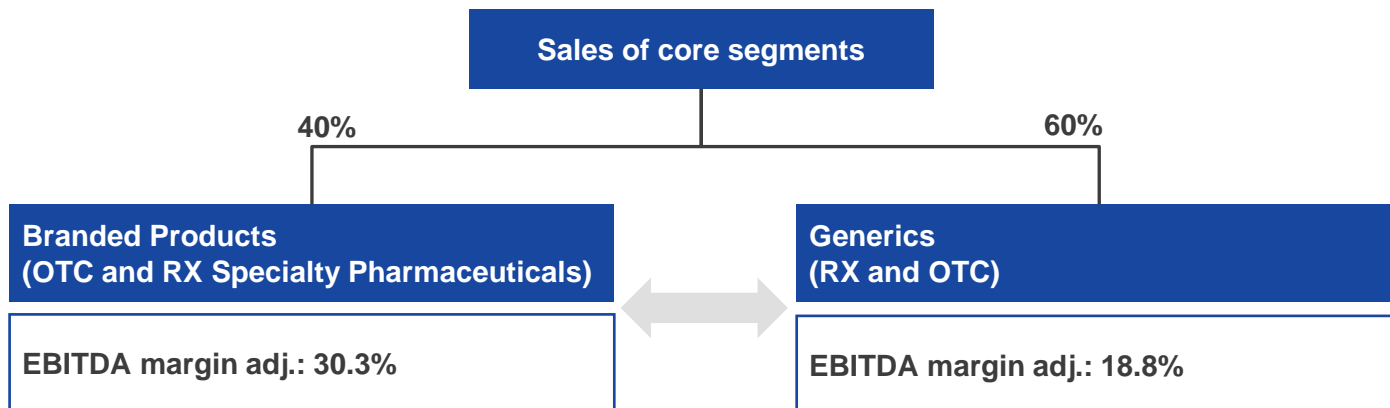 Sales of core segments
40%
60%
Branded Products
(OTC and RX Specialty Pharmaceuticals)
EBITDA margin adj.: 30.3%
Generics
(RX and OTC)
EBITDA margin adj.: 18.8%